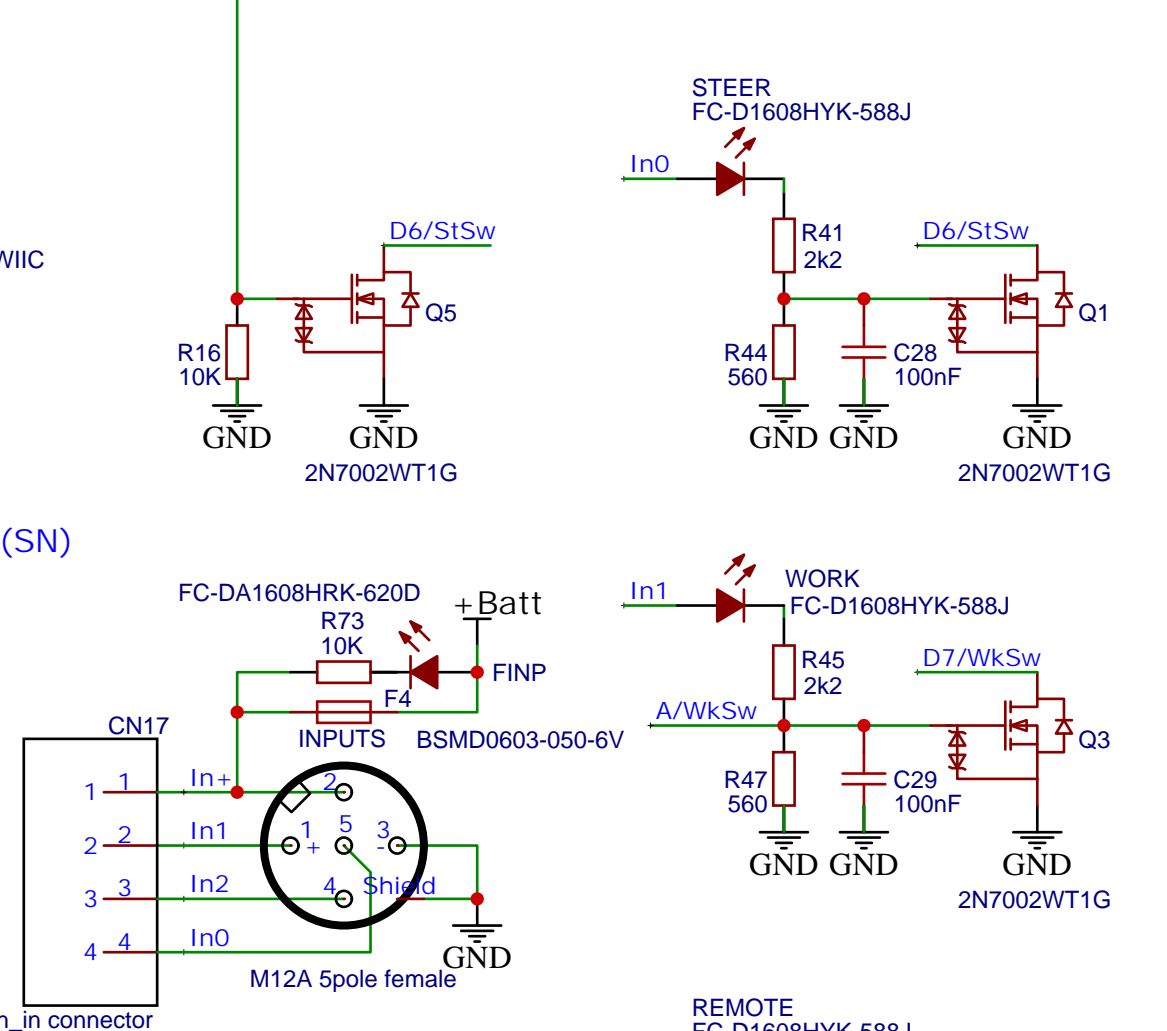 STEER
FC-D1608HYK-588J
In0
D6/StSw
R41
2k2
Q1
R44
560
C28
100nF
GND GND GND
2N7002WT1G
D6/StSw
WIIC
Q5
R16
10K
GND GND
2N7002WT1G
(SN)
FC-DA1608HRK-620D
R73
10K
+Batt
FINP
F4
INPUTS
BSMD0603-050-6V
CN17
1 1 In+ 2
2 2 In1 1 + 5 3 -
3 3 In2 4 Shield
4 4 In0
GND
M12A 5pole female
n_in connector
In1
WORK
FC-D1608HYK-588J
R45
2k2
D7/WkSw
A/WkSw
Q3
R47
560
C29
100nF
GND GND GND
2N7002WT1G
REMOTE
FC-D1608HYK-588J